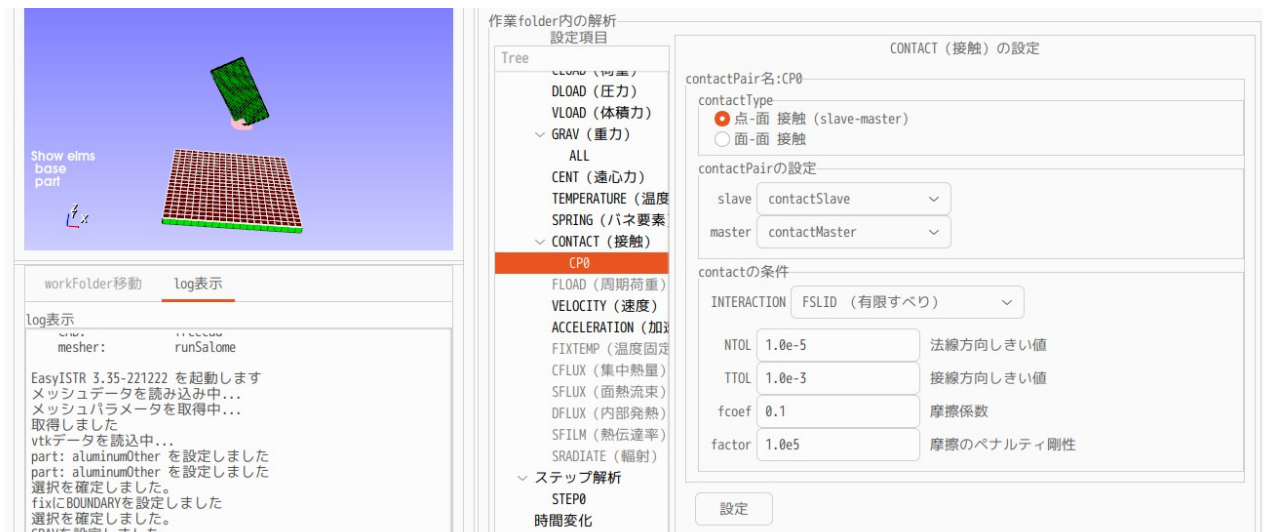 Show elms
base
part
Z
x
workFolder移動
log表示
log表示
mesher: runSalome
EasyISTR 3.35-221222 を起動します
メッシュデータを読み込み中...
メッシュパラメータを取得中...
取得しました
vtkデータを読込中...
part: aluminumOther を設定しました
part: aluminumOther を設定しました
選択を確定しました。
fixにBOUNDARYを設定しました
選択を確定しました。
GRAVを設定しました
作業folder内の解析
設定項目
Tree
CLOAD (荷重)
DLOAD (圧力)
VLOAD (体積力)
GRAV (重力)
ALL
CENT (遠心力)
TEMPERATURE (温度
SPRING (バネ要素
CONTACT (接触)
CP0
FLOAD (周期荷重)
VELOCITY (速度)
ACCELERATION (加速
FIXTEMP (温度固定
CFLUX (集中熱量)
SFLUX (面熱流束)
DFLUX (内部発熱)
SFILM (熱伝達率)
SRADIATE (輻射)
ステップ解析
STEP0
時間変化
CONTACT (接触) の設定
contactPair名:CP0
contactType
点-面 接触 (slave-master)
面-面 接触
contactPairの設定
slave contactSlave
master contactMaster
contactの条件
INTERACTION FSLID (有限すべり)
NTOL 1.0e-5 法線方向しきい値
TTOL 1.0e-3 接線方向しきい値
fcoef 0.1 摩擦係数
factor 1.0e5 摩擦のペナルティ剛性
設定